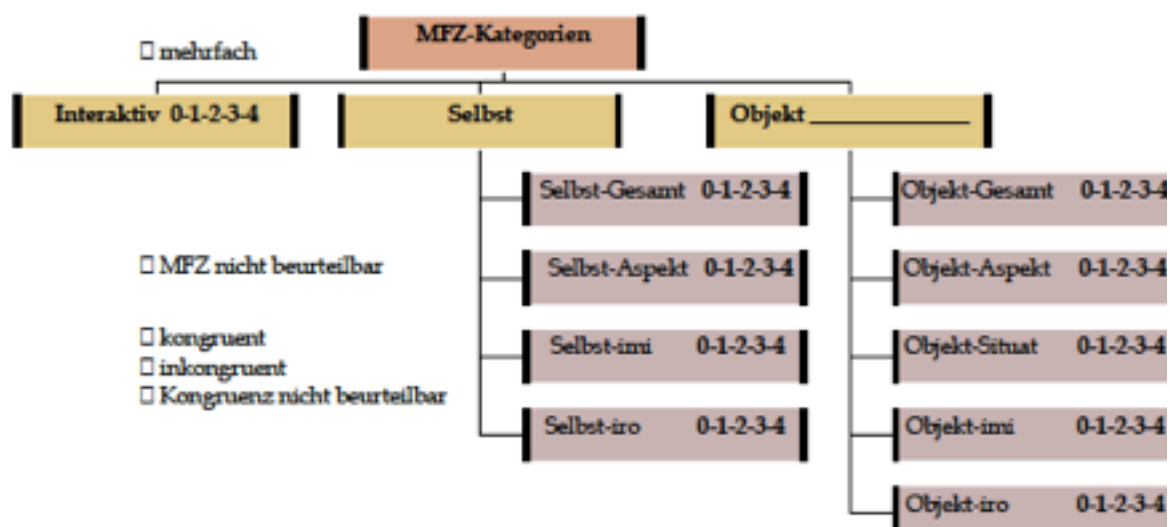 MFZ-Kategorien
☐ mehrfach
Interaktiv 0-1-2-3-4
Selbst
Objekt ______________
Selbst-Gesamt 0-1-2-3-4
Objekt-Gesamt 0-1-2-3-4
☐ MFZ nicht beurteilbar
Selbst-Aspekt 0-1-2-3-4
Objekt-Aspekt 0-1-2-3-4
☐ kongruent
☐ inkongruent
☐ Kongruenz nicht beurteilbar
Selbst-imi 0-1-2-3-4
Objekt-Situat 0-1-2-3-4
Selbst-iro 0-1-2-3-4
Objekt-imi 0-1-2-3-4
Objekt-iro 0-1-2-3-4